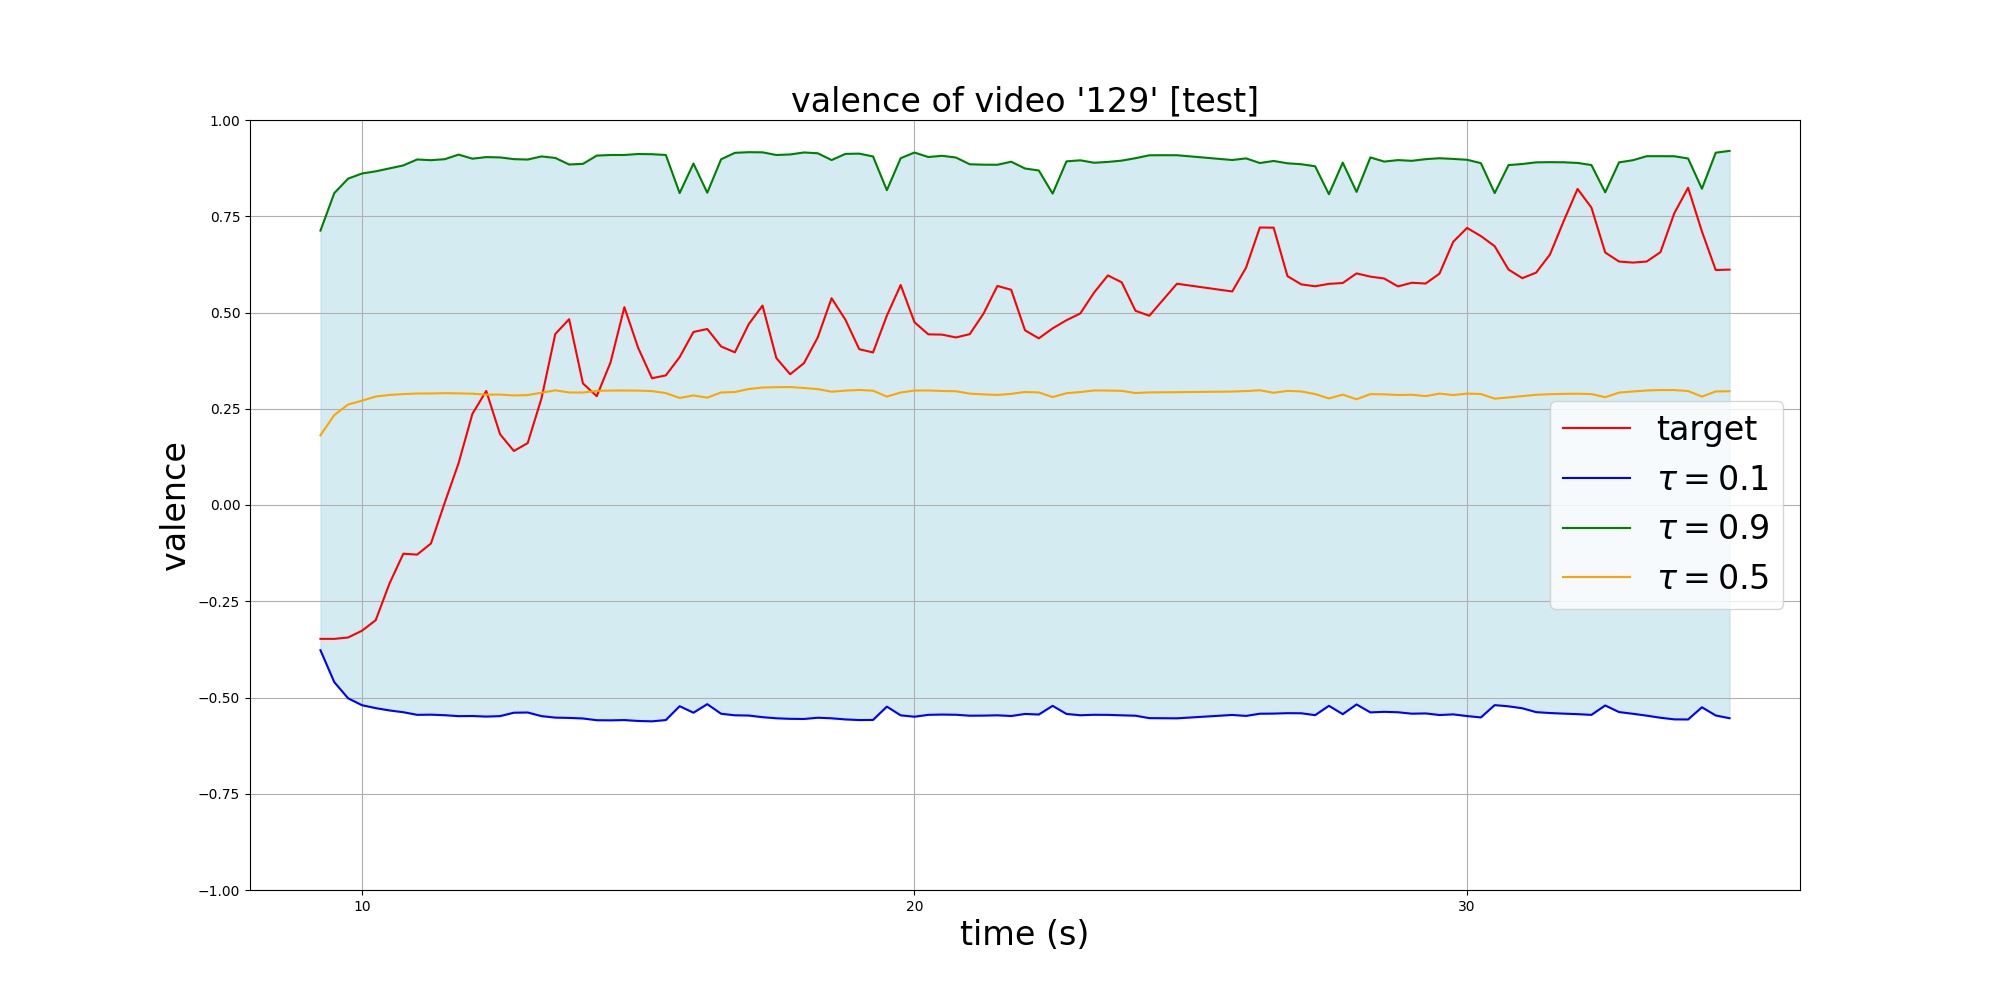 valence of video '129' [test]
1.00
0.75
0.50
0.25
0.00
−0.25
−0.50
−0.75
−1.00
valence
10
20
30
time (s)
target
τ = 0.1
τ = 0.9
τ = 0.5